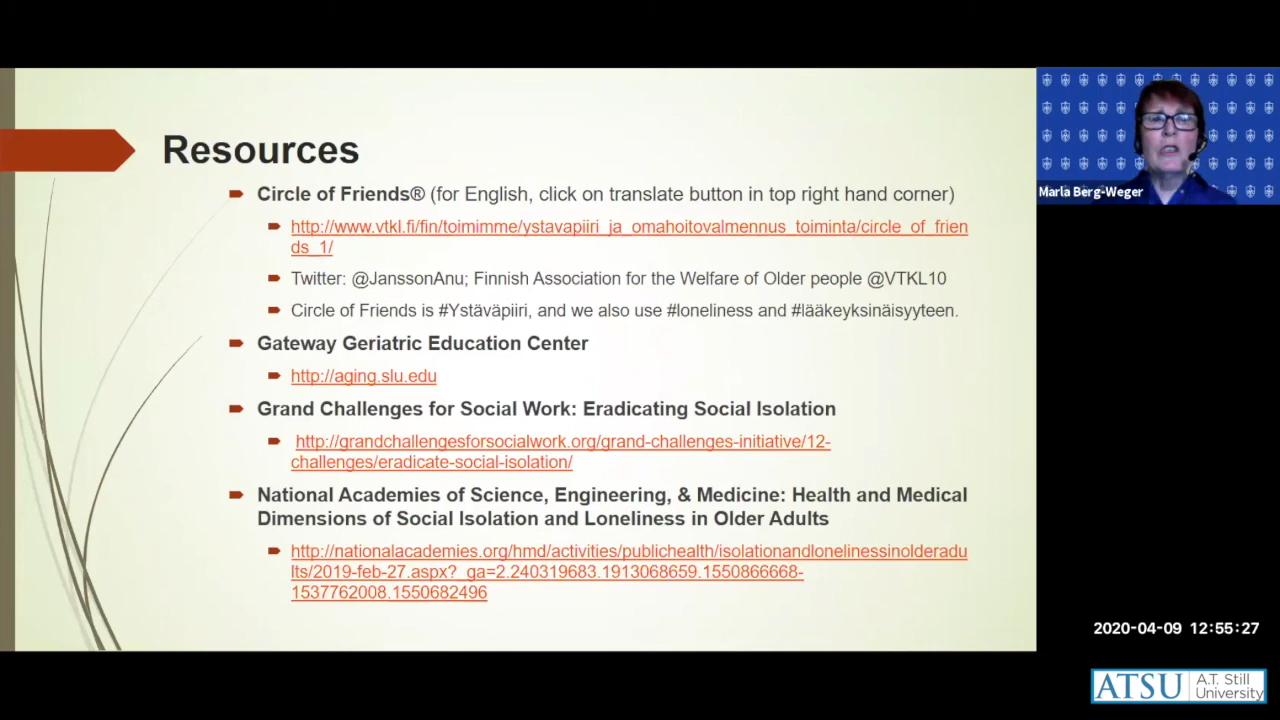 Resources
Circle of Friends® (for English, click on translate button in top right hand corner)
http://www.vtkl.fi/fin/toimimme/ystavapiiri_ja_omahoitovalmennus_toiminta/circle_of_frien
ds_1/
Twitter: @JanssonAnu; Finnish Association for the Welfare of Older people @VTKL10
Circle of Friends is #Ystäväpiiri, and we also use #loneliness and #lääkeyksinäisyyteen.
Gateway Geriatric Education Center
http://aging.slu.edu
Grand Challenges for Social Work: Eradicating Social Isolation
http://grandchallengesforsocialwork.org/grand-challenges-initiative/12-
challenges/eradicate-social-isolation/
National Academies of Science, Engineering, & Medicine: Health and Medical
Dimensions of Social Isolation and Loneliness in Older Adults
http://nationalacademies.org/hmd/activities/publichealth/isolationandlonelinessinolderadu
lts/2019-feb-27.aspx?_ga=2.240319683.1913068659.1550866668-
1537762008.1550682496
Marla Berg-Weger
2020-04-09 12:55:27
ATSU
A.T. Still
University